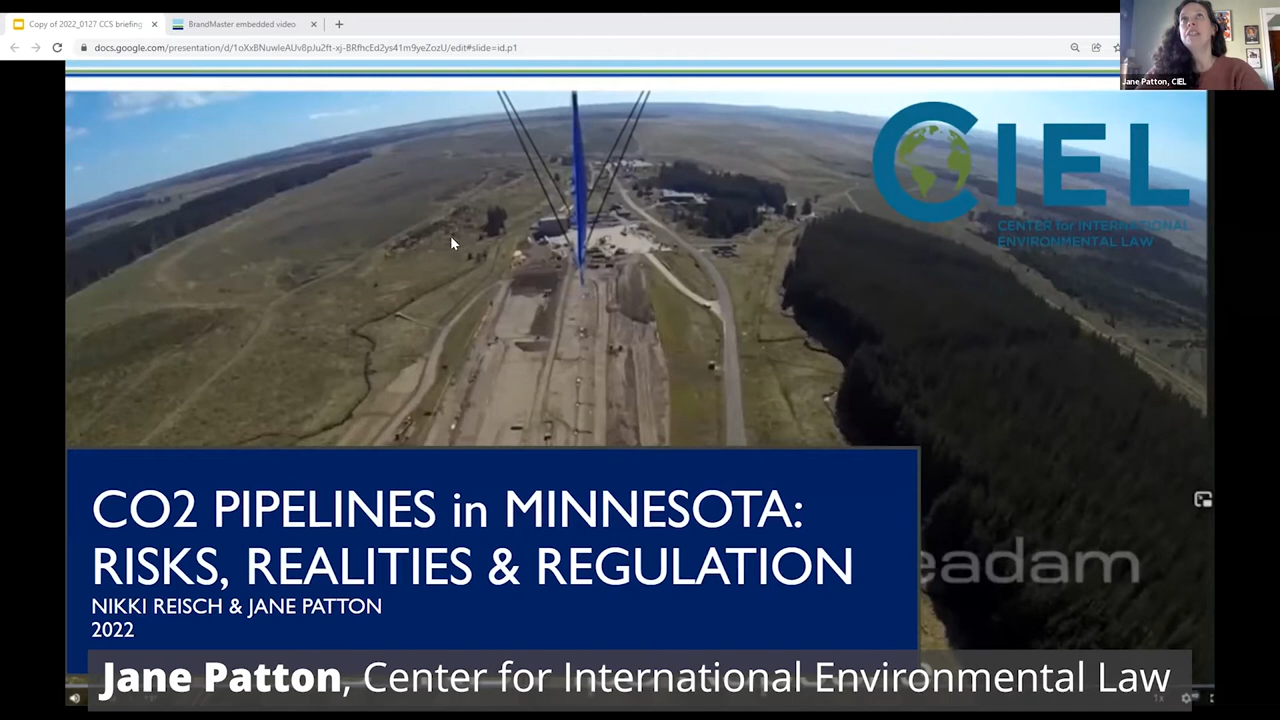 Copy of 2022_0127 CCS briefing
BrandMaster embedded video
docs.google.com/presentation/d/1oXxBNuwIeAUv8pJu2ft-xj-BRfhcEd2ys41m9yeZozU/edit#slide=id.p1
Jane Patton, CIEL
CIEL
CENTER for INTERNATIONAL
ENVIRONMENTAL LAW
CO2 PIPELINES in MINNESOTA:
RISKS, REALITIES & REGULATION
eadam
NIKKI REISCH & JANE PATTON
2022
Jane Patton, Center for International Environmental Law
1x